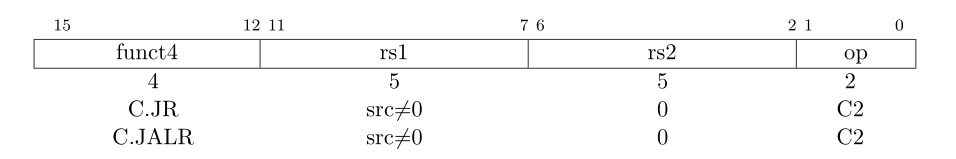 15 12 11 7 6 2 1 0
funct4 rs1 rs2 op
4 5 5 2
C.JR src≠0 0 C2
C.JALR src≠0 0 C2